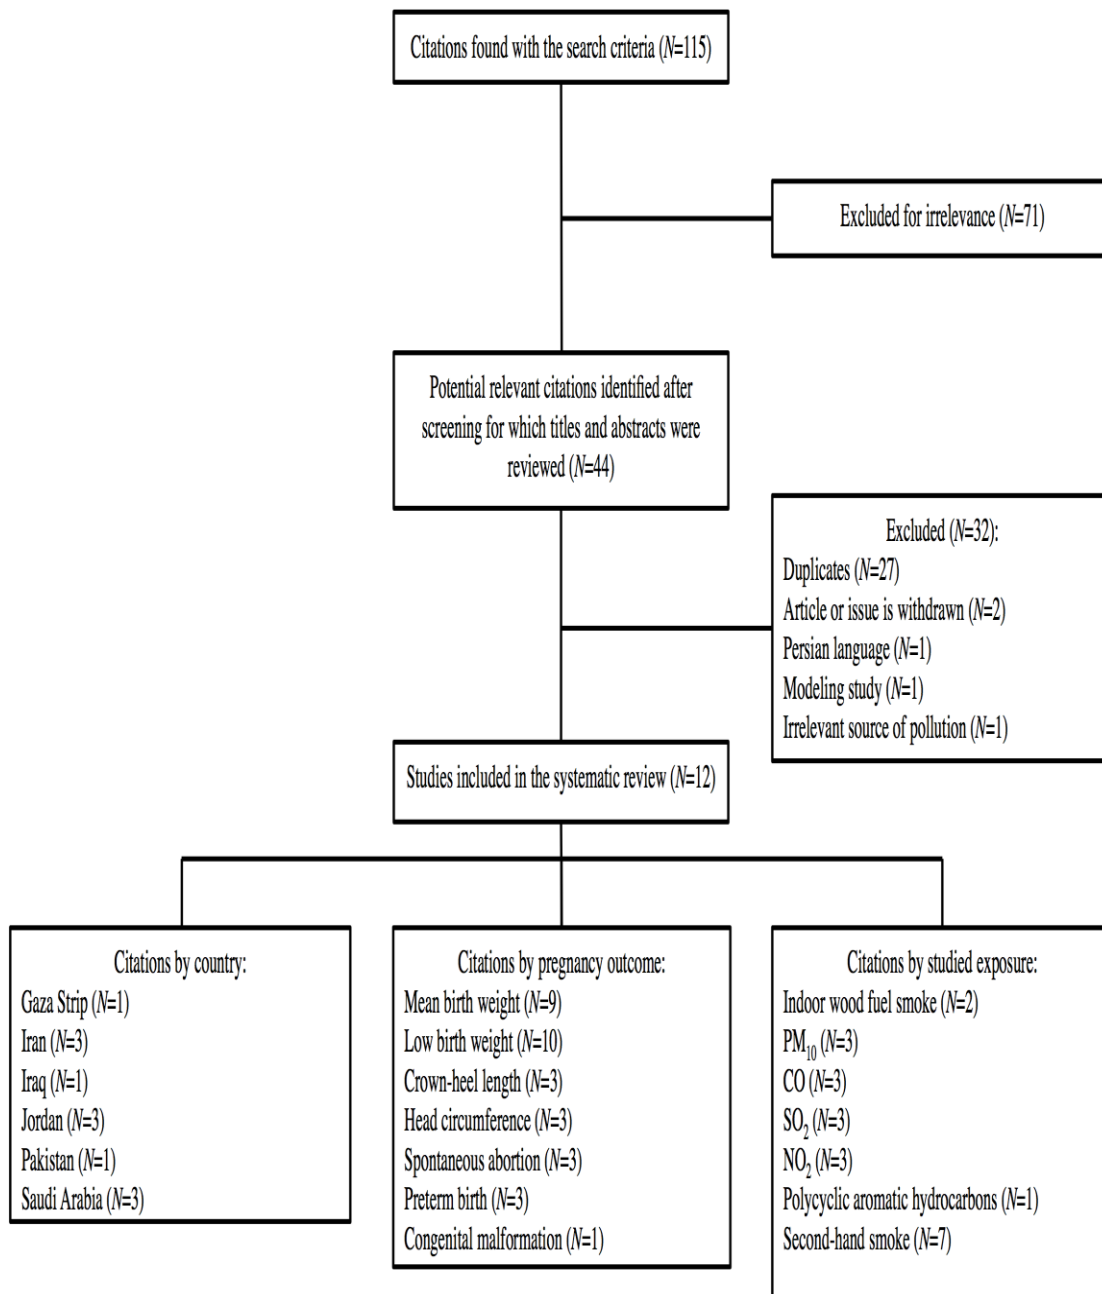 Citations found with the search criteria (N=115)
Excluded for irrelevance (N=71)
Potential relevant citations identified after
screening for which titles and abstracts were
reviewed (N=44)
Excluded (N=32):
Duplicates (N=27)
Article or issue is withdrawn (N=2)
Persian language (N=1)
Modeling study (N=1)
Irrelevant source of pollution (N=1)
Studies included in the systematic review (N=12)
Citations by country:
Gaza Strip (N=1)
Iran (N=3)
Iraq (N=1)
Jordan (N=3)
Pakistan (N=1)
Saudi Arabia (N=3)
Citations by pregnancy outcome:
Mean birth weight (N=9)
Low birth weight (N=10)
Crown-heel length (N=3)
Head circumference (N=3)
Spontaneous abortion (N=3)
Preterm birth (N=3)
Congenital malformation (N=1)
Citations by studied exposure:
Indoor wood fuel smoke (N=2)
PM₁₀ (N=3)
CO (N=3)
SO₂ (N=3)
NO₂ (N=3)
Polycyclic aromatic hydrocarbons (N=1)
Second-hand smoke (N=7)